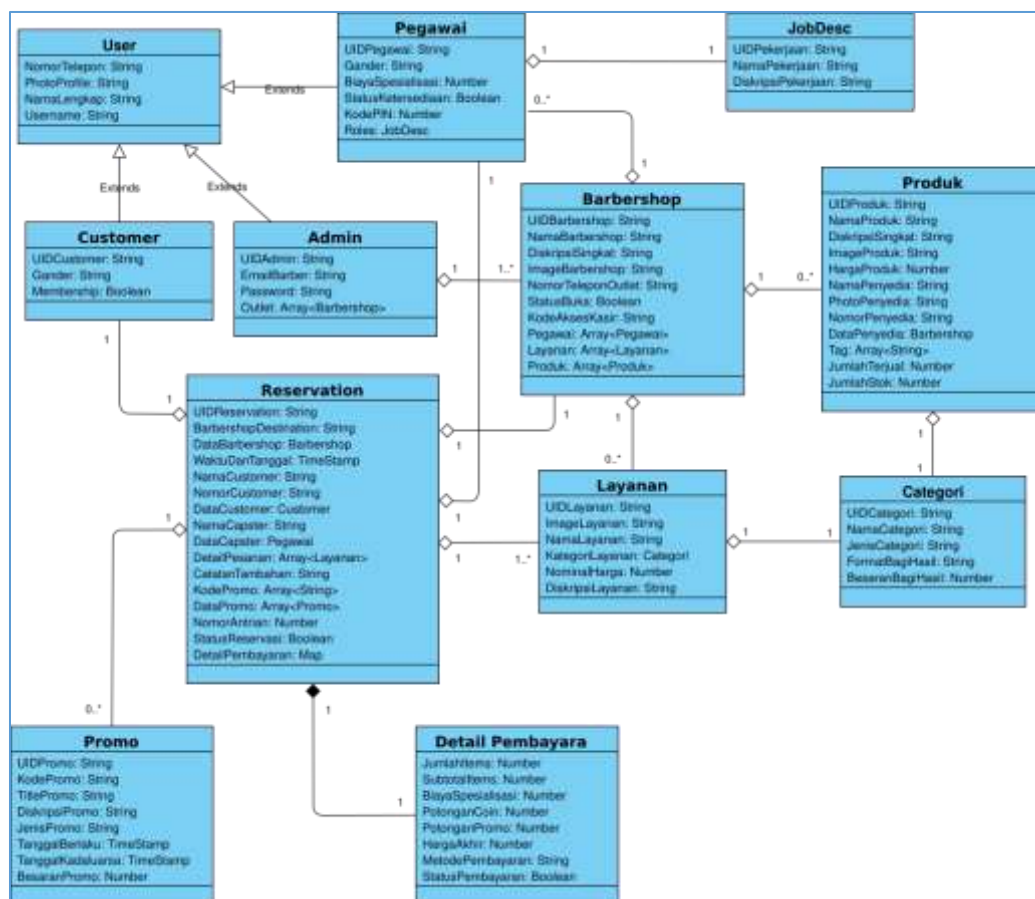 User
NomorTelepon: String
PhotoProfile: String
NamaLengkap: String
Username: String
Pegawai
UIDPegawai: String
Gander: String
BiayaSpesialisasi: Number
StatusKetersediaan: Boolean
KodePIN: Number
Roles: JobDesc
JobDesc
UIDPekerjaan: String
NamaPekerjaan: String
DiskripsiPekerjaan: String
Extends
1
1
0..*
1
1
Extends
Extends
Customer
UIDCustomer: String
Gander: String
Membership: Boolean
Admin
UIDAdmin: String
EmailBarber: String
Password: String
Outlet: Array<Barbershop>
1
1..*
Barbershop
UIDBarbershop: String
NamaBarbershop: String
DiskripsiSingkat: String
ImageBarbershop: String
NomorTeleponOutlet: String
StatusBuka: Boolean
KodeAksesKasir: String
Pegawai: Array<Pegawai>
Layanan: Array<Layanan>
Produk: Array<Produk>
1
0..*
Produk
UIDProduk: String
NamaProduk: String
DiskripsiSingkat: String
ImageProduk: String
HargaProduk: Number
NamaPenyedia: String
PhotoPenyedia: String
NomorPenyedia: String
DataPenyedia: Barbershop
Tag: Array<String>
JumlahTerjual: Number
JumlahStok: Number
1
1
Reservation
UIDReservation: String
BarbershopDestination: String
DataBarbershop: Barbershop
WaktuDanTanggal: TimeStamp
NamaCustomer: String
NomorCustomer: String
DataCustomer: Customer
NamaCapster: String
DataCapster: Pegawai
DetailPesanan: Array<Layanan>
CatatanTambahan: String
KodePromo: Array<String>
DataPromo: Array<Promo>
NomorAntrian: Number
StatusReservasi: Boolean
DetailPembayaran: Map
1
1
1
0..*
1
1
1
1
1..*
Layanan
UIDLayanan: String
ImageLayanan: String
NamaLayanan: String
KategoriLayanan: Categori
NominalHarga: Number
DiskripsiLayanan: String
1
1
Categori
UIDCategori: String
NamaCategori: String
JenisCategori: String
FormatBagiHasil: String
BesaranBagiHasil: Number
1
0..*
1
1
Promo
UIDPromo: String
KodePromo: String
TitlePromo: String
DiskripsiPromo: String
JenisPromo: String
TanggalBerlaku: TimeStamp
TanggalKadaluarsa: TimeStamp
BesaranPromo: Number
Detail Pembayara
JumlahItems: Number
SubtotalItems: Number
BiayaSpesialisasi: Number
PotonganCoin: Number
PotonganPromo: Number
HargaAkhir: Number
MetodePembayaran: String
StatusPembayaran: Boolean